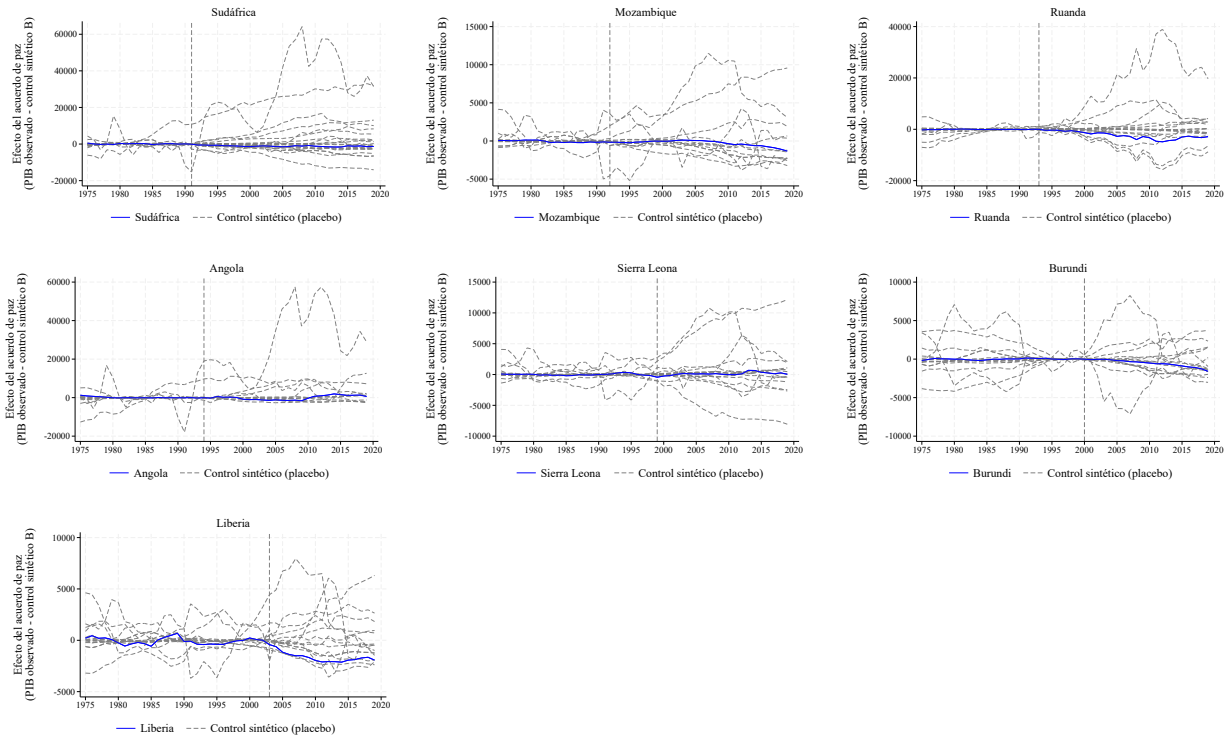 Sudáfrica
Efecto del acuerdo de paz
(PIB observado - control sintético B)
60000
40000
20000
0
-20000
1975 1980 1985 1990 1995 2000 2005 2010 2015 2020
Sudáfrica Control sintético (placebo)
Mozambique
Efecto del acuerdo de paz
(PIB observado - control sintético B)
15000
10000
5000
0
-5000
1975 1980 1985 1990 1995 2000 2005 2010 2015 2020
Mozambique Control sintético (placebo)
Ruanda
Efecto del acuerdo de paz
(PIB observado - control sintético B)
40000
20000
0
-20000
1975 1980 1985 1990 1995 2000 2005 2010 2015 2020
Ruanda Control sintético (placebo)
Angola
Efecto del acuerdo de paz
(PIB observado - control sintético B)
60000
40000
20000
0
-20000
1975 1980 1985 1990 1995 2000 2005 2010 2015 2020
Angola Control sintético (placebo)
Sierra Leona
Efecto del acuerdo de paz
(PIB observado - control sintético B)
15000
10000
5000
0
-5000
-10000
1975 1980 1985 1990 1995 2000 2005 2010 2015 2020
Sierra Leona Control sintético (placebo)
Burundi
Efecto del acuerdo de paz
(PIB observado - control sintético B)
10000
5000
0
-5000
-10000
1975 1980 1985 1990 1995 2000 2005 2010 2015 2020
Burundi Control sintético (placebo)
Liberia
Efecto del acuerdo de paz
(PIB observado - control sintético B)
10000
5000
0
-5000
1975 1980 1985 1990 1995 2000 2005 2010 2015 2020
Liberia Control sintético (placebo)